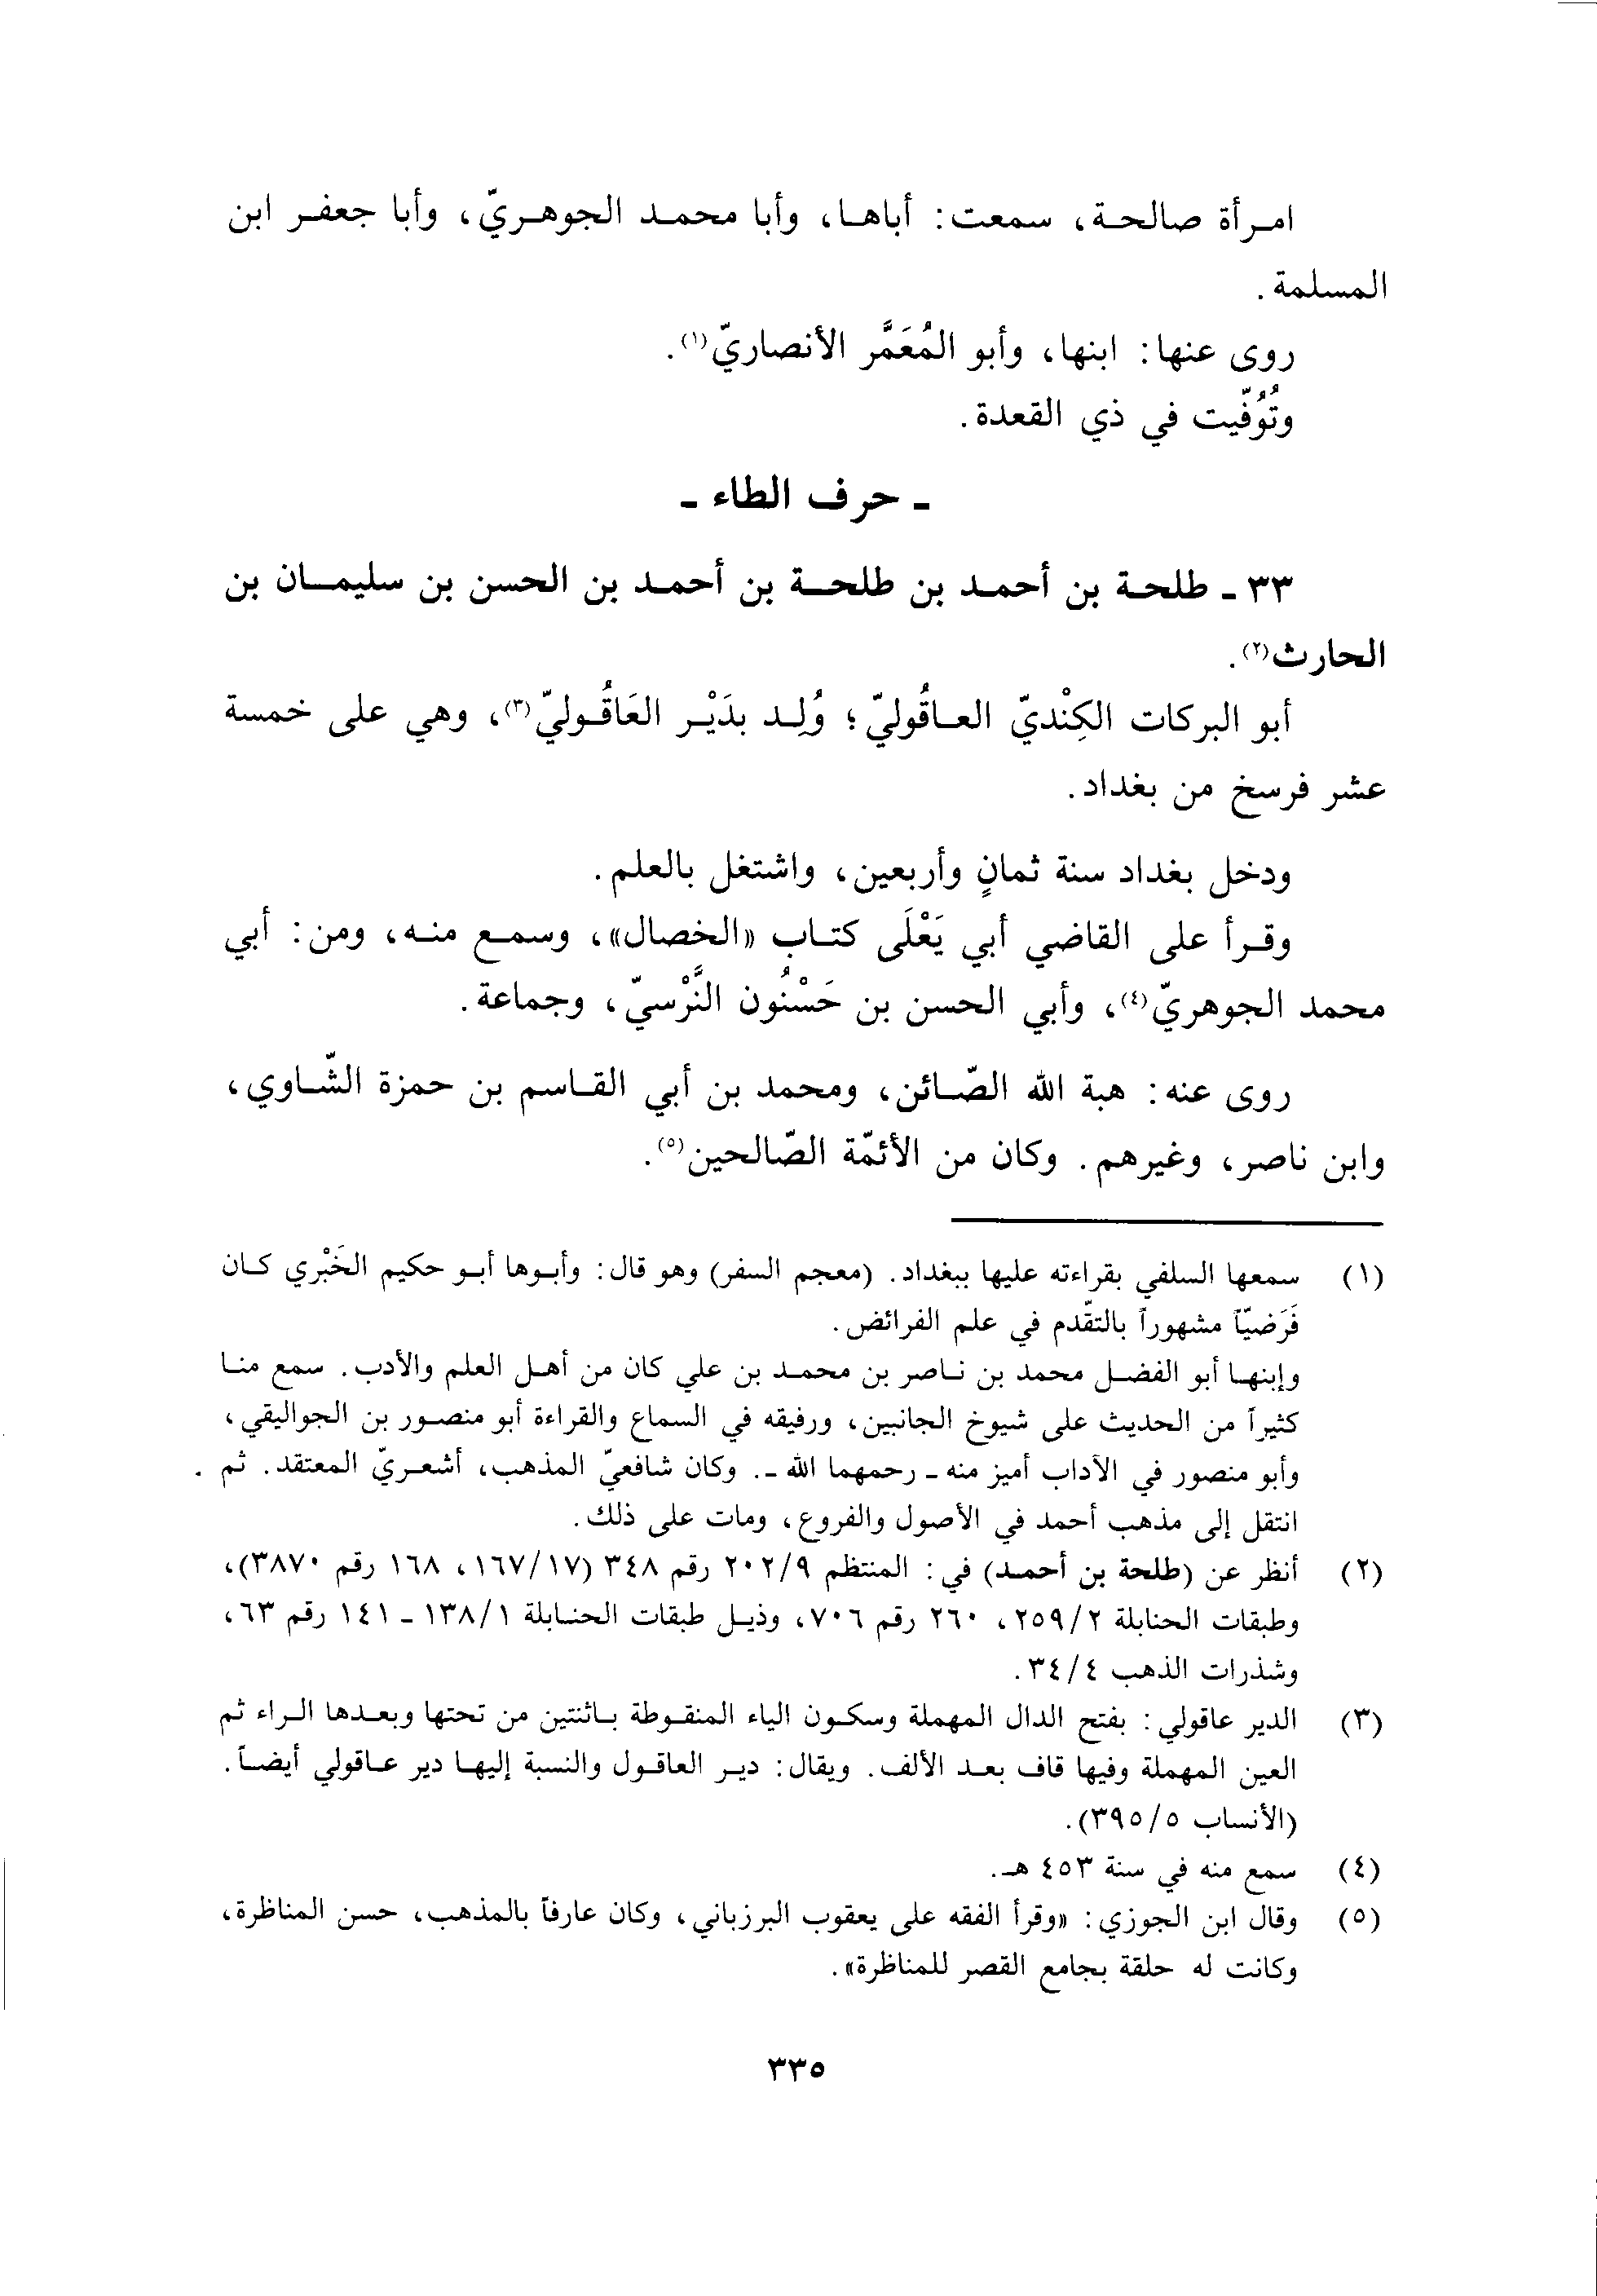 امرأة صالحة، سمعت: أباها، وأبا محمد الجوهريّ، وأبا جعفر ابن
المسلمة.
روى عنها: ابنها، وأبو المُعَمَّر الأنصاريّ(١).
وتُوُفّيت في ذي القعدة.
ـ حرف الطاء ـ
٣٣ ـ طلحة بن أحمد بن طلحة بن أحمد بن الحسن بن سليمان بن
الحارث(٢).
أبو البركات الكِنْديّ العاقُوليّ؛ وُلِد بدَيْر العَاقُوليّ(٣)، وهي على خمسة
عشر فرسخ من بغداد.
ودخل بغداد سنة ثمانٍ وأربعين، واشتغل بالعلم.
وقرأ على القاضي أبي يَعْلَى كتاب «الخصال»، وسمع منه، ومن: أبي
محمد الجوهريّ(٤)، وأبي الحسن بن حَسْنُون النَّرْسيّ، وجماعة.
روى عنه: هبة الله الصّائن، ومحمد بن أبي القاسم بن حمزة الشّاوي،
وابن ناصر، وغيرهم. وكان من الأئمّة الصّالحين(٥).
(١) سمعها السلفي بقراءته عليها ببغداد. (معجم السفر) وهو قال: وأبوها أبو حكيم الخَبْري كان
فَرَضيّاً مشهوراً بالتقّدم في علم الفرائض.
وإبنها أبو الفضل محمد بن ناصر بن محمد بن علي كان من أهل العلم والأدب. سمع منا
كثيراً من الحديث على شيوخ الجانبين، ورفيقه في السماع والقراءة أبو منصور بن الجواليقي،
وأبو منصور في الآداب أميز منه ـ رحمهما الله ـ. وكان شافعيّ المذهب، أشعريّ المعتقد. ثم
انتقل إلى مذهب أحمد في الأصول والفروع، ومات على ذلك.
(٢) أنظر عن (طلحة بن أحمد) في: المنتظم ٢٠٢/٩ رقم ٣٤٨ (١٦٧/١٧، ١٦٨ رقم ٣٨٧٠)،
وطبقات الحنابلة ٢٥٩/٢، ٢٦٠ رقم ٧٠٦، وذيل طبقات الحنابلة ١٣٨/١ ـ ١٤١ رقم ٦٣،
وشذرات الذهب ٣٤/٤.
(٣) الدير عاقولي: بفتح الدال المهملة وسكون الياء المنقوطة باثنتين من تحتها وبعدها الراء ثم
العين المهملة وفيها قاف بعد الألف. ويقال: دير العاقول والنسبة إليها دير عاقولي أيضاً.
(الأنساب ٣٩٥/٥).
(٤) سمع منه في سنة ٤٥٣ هـ.
(٥) وقال ابن الجوزي: «وقرأ الفقه على يعقوب البرزباني، وكان عارفاً بالمذهب، حسن المناظرة،
وكانت له حلقة بجامع القصر للمناظرة».
٣٣٥